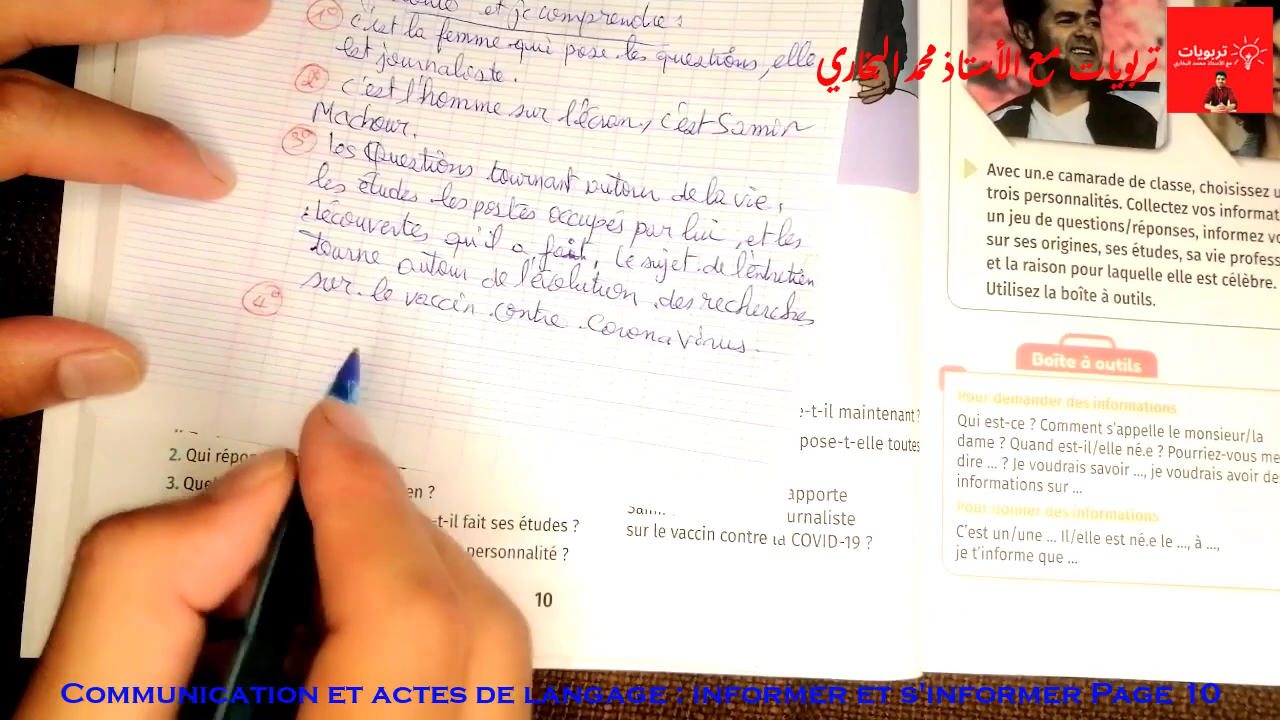 et je comprends :
1° c'est la femme qui pose les questions, elle
est journaliste
2° c'est l'homme sur l'écran, c'est Samir
Machour.
3° les Questions tournant autour de la vie,
les études les postes occupés par lui, et les
découvertes qu'il a fait, le sujet de l'entretien
tourne autour de l'évolution des recherches
sur le vaccin contre Corona Virus.
4°
2. Qui répon
3. Que
en ?
-t-il fait ses études ?
personnalité ?
10
-t-il maintenant?
pose-t-elle toutes
apporte
urnaliste
sur le vaccin contre la COVID-19 ?
تربويات مع الأستاذ محمد البخاري
تربويات
مع الأستاذ محمد البخاري
Avec un.e camarade de classe, choisissez u
trois personnalités. Collectez vos informat
un jeu de questions/réponses, informez vo
sur ses origines, ses études, sa vie profess
et la raison pour laquelle elle est célèbre.
Utilisez la boîte à outils.
Boîte à outils
Pour demander des informations
Qui est-ce ? Comment s'appelle le monsieur/la
dame ? Quand est-il/elle né.e ? Pourriez-vous me
dire ... ? Je voudrais savoir ..., je voudrais avoir de
informations sur ...
Pour donner des informations
C'est un/une ... Il/elle est né.e le ..., à ...,
je t'informe que ...
Communication et actes de langage : informer et s'informer Page 10